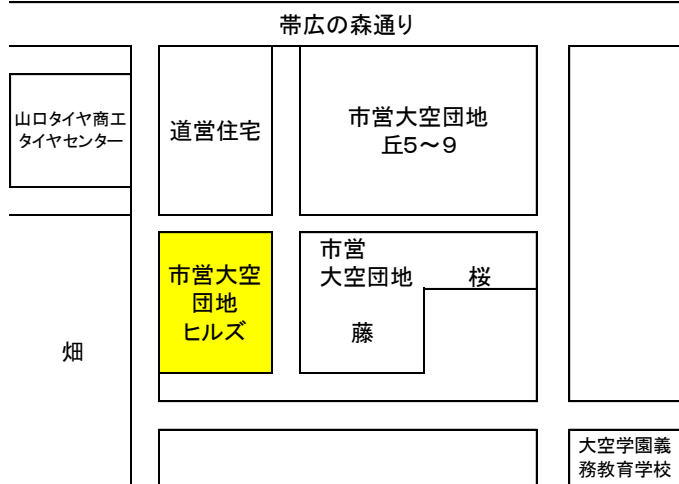 帯広の森通り
山口タイヤ商工
タイヤセンター
道営住宅
市営大空団地
丘5～9
市営大空
団地
ヒルズ
市営
大空団地
桜
藤
畑
大空学園義
務教育学校